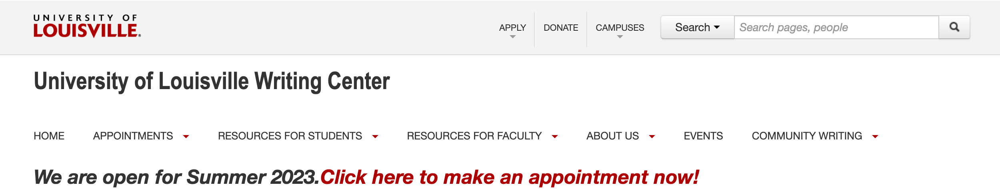 UNIVERSITY OF
LOUISVILLE®
APPLY DONATE CAMPUSES Search Search pages, people
University of Louisville Writing Center
HOME APPOINTMENTS RESOURCES FOR STUDENTS RESOURCES FOR FACULTY ABOUT US EVENTS COMMUNITY WRITING
We are open for Summer 2023. Click here to make an appointment now!